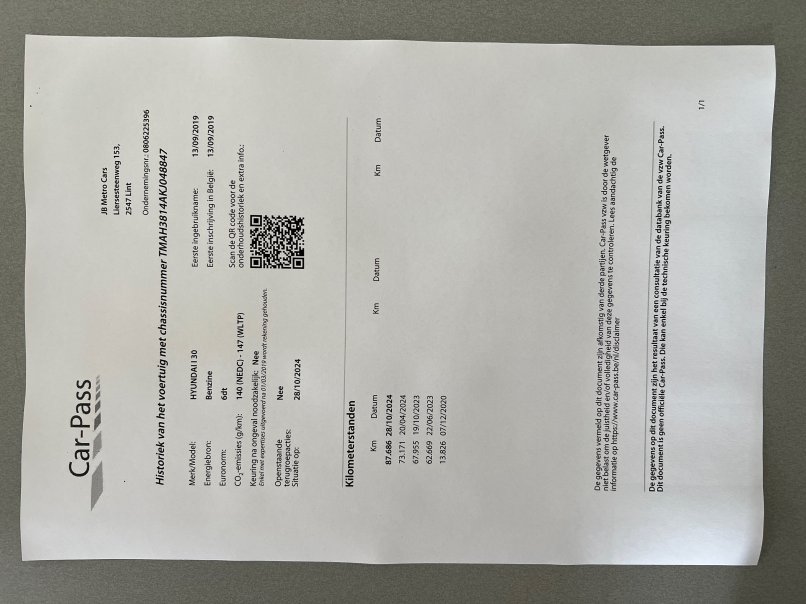 Car-Pass
JB Metro Cars
Liersesteenweg 153,
2547 Lint
Ondernemingsnr.: 0806225396
Historiek van het voertuig met chassisnummer TMAH3814AKJ048847
Merk/Model: HYUNDAI I 30
Energiebron: Benzine
Euronorm: 6dt
CO₂-emissies (g/km): 140 (NEDC) - 147 (WLTP)
Keuring na ongeval noodzakelijk: Nee
Enkel met expertises uitgevoerd na 01/03/2019 wordt rekening gehouden.
Openstaande Nee
terugroepacties:
Situatie op: 28/10/2024
Eerste ingebruikname: 13/09/2019
Eerste inschrijving in België: 13/09/2019
Scan de QR code voor de
onderhoudshistoriek en extra info.:
Kilometerstanden
Km Datum Km Datum Km Datum
87.686 28/10/2024
73.171 20/04/2024
67.955 19/10/2023
62.669 22/06/2023
13.826 07/12/2020
De gegevens vermeld op dit document zijn afkomstig van derde partijen. Car-Pass vzw is door de wetgever
niet belast om de juistheid en/of volledigheid van deze gegevens te controleren. Lees aandachtig de
informatie op https://www.car-pass.be/nl/disclaimer
De gegevens op dit document zijn het resultaat van een consultatie van de databank van de vzw Car-Pass.
Dit document is geen officiële Car-Pass. Die kan enkel bij de technische keuring bekomen worden.
1/1